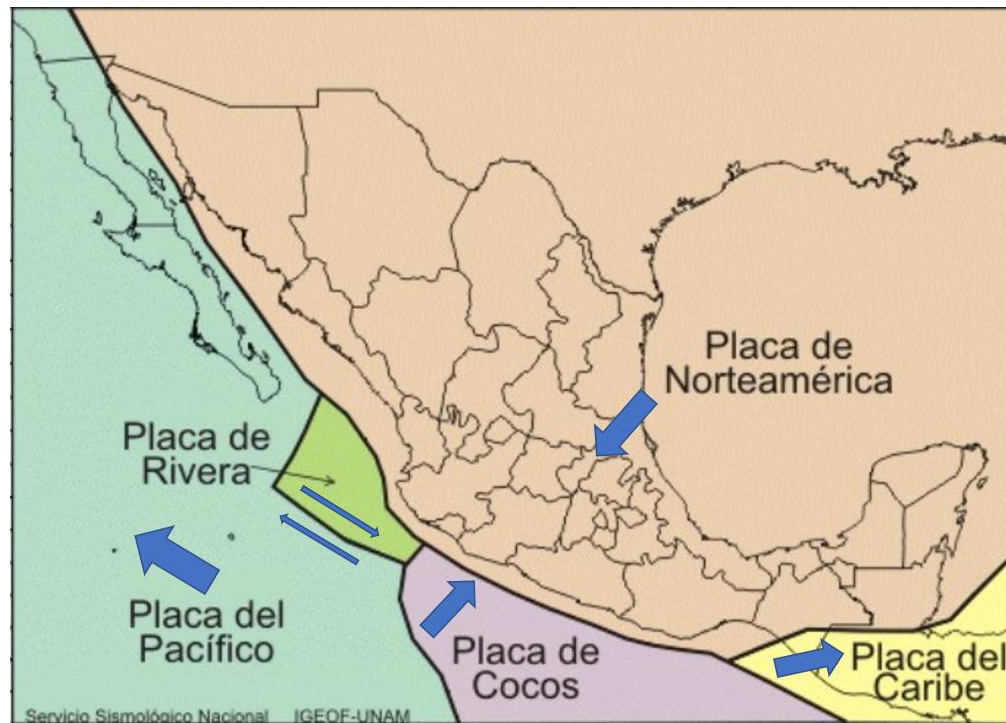 Placa de
Norteamérica
Placa de
Rivera
Placa del
Pacífico
Placa de
Cocos
Placa del
Caribe
Servicio Sismológico Nacional IGEOF-UNAM